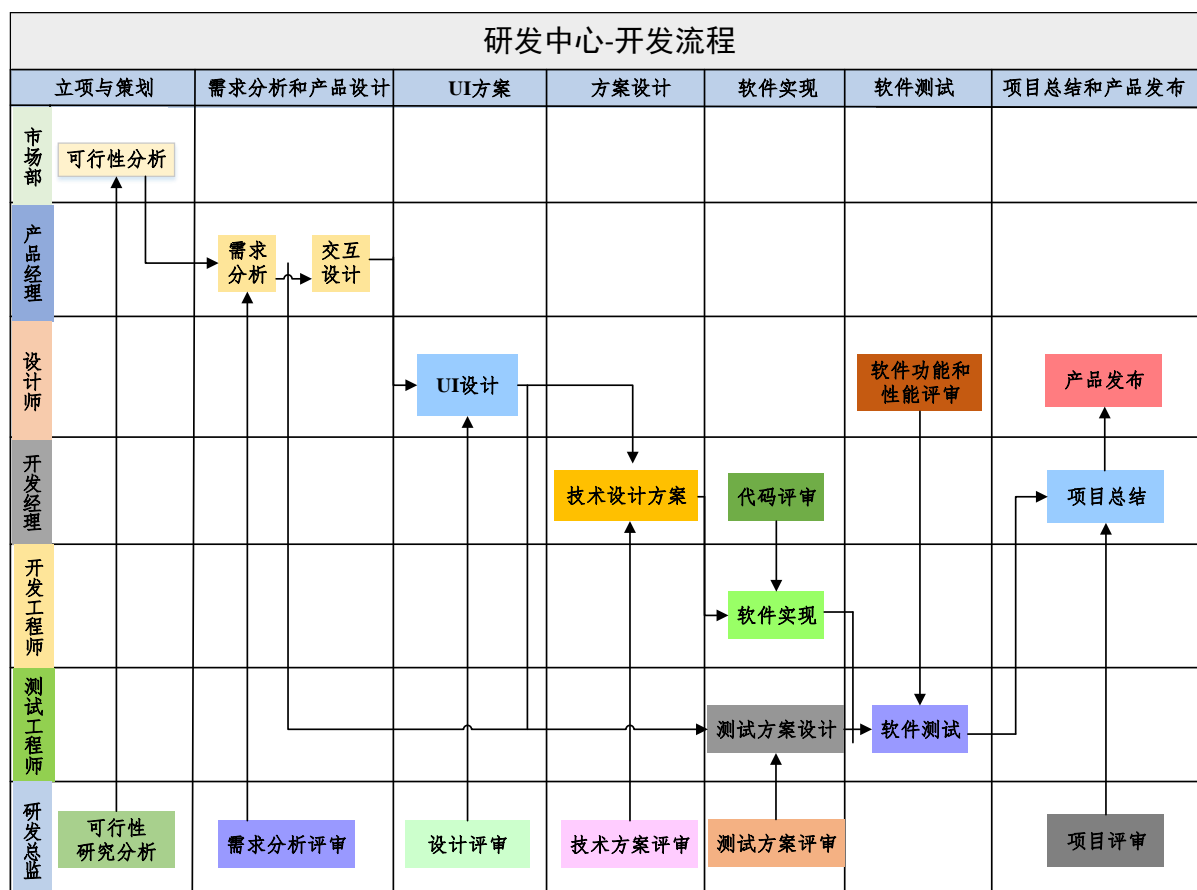 研发中心-开发流程
立项与策划
需求分析和产品设计
UI方案
方案设计
软件实现
软件测试
项目总结和产品发布
市场部
可行性分析
产品经理
需求
分析
交互
设计
设计师
UI设计
软件功能和
性能评审
产品发布
开发经理
技术设计方案
代码评审
项目总结
开发工程师
软件实现
测试工程师
测试方案设计
软件测试
研发总监
可行性
研究分析
需求分析评审
设计评审
技术方案评审
测试方案评审
项目评审